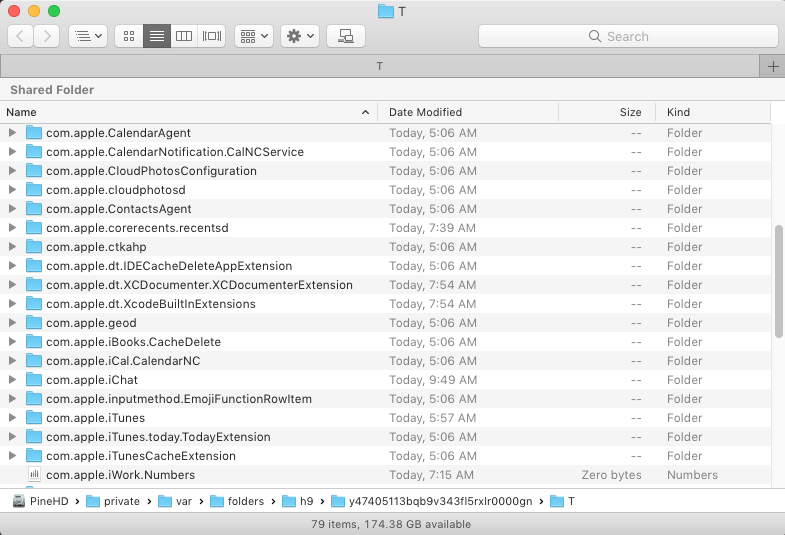 T
Search
T
Shared Folder
Name Date Modified Size Kind
com.apple.CalendarAgent Today, 5:06 AM -- Folder
com.apple.CalendarNotification.CalNCService Today, 5:06 AM -- Folder
com.apple.CloudPhotosConfiguration Today, 5:06 AM -- Folder
com.apple.cloudphotosd Today, 5:06 AM -- Folder
com.apple.ContactsAgent Today, 5:06 AM -- Folder
com.apple.corerecents.recentsd Today, 7:39 AM -- Folder
com.apple.ctkahp Today, 5:06 AM -- Folder
com.apple.dt.IDECacheDeleteAppExtension Today, 5:06 AM -- Folder
com.apple.dt.XCDocumenter.XCDocumenterExtension Today, 7:54 AM -- Folder
com.apple.dt.XcodeBuiltInExtensions Today, 7:54 AM -- Folder
com.apple.geod Today, 5:06 AM -- Folder
com.apple.iBooks.CacheDelete Today, 5:06 AM -- Folder
com.apple.iCal.CalendarNC Today, 5:06 AM -- Folder
com.apple.iChat Today, 9:49 AM -- Folder
com.apple.inputmethod.EmojiFunctionRowItem Today, 5:06 AM -- Folder
com.apple.iTunes Today, 5:57 AM -- Folder
com.apple.iTunes.today.TodayExtension Today, 5:06 AM -- Folder
com.apple.iTunesCacheExtension Today, 5:06 AM -- Folder
com.apple.iWork.Numbers Today, 7:15 AM Zero bytes Numbers
PineHD private var folders h9 y47405113bqb9v343fl5rxlr0000gn T
79 items, 174.38 GB available